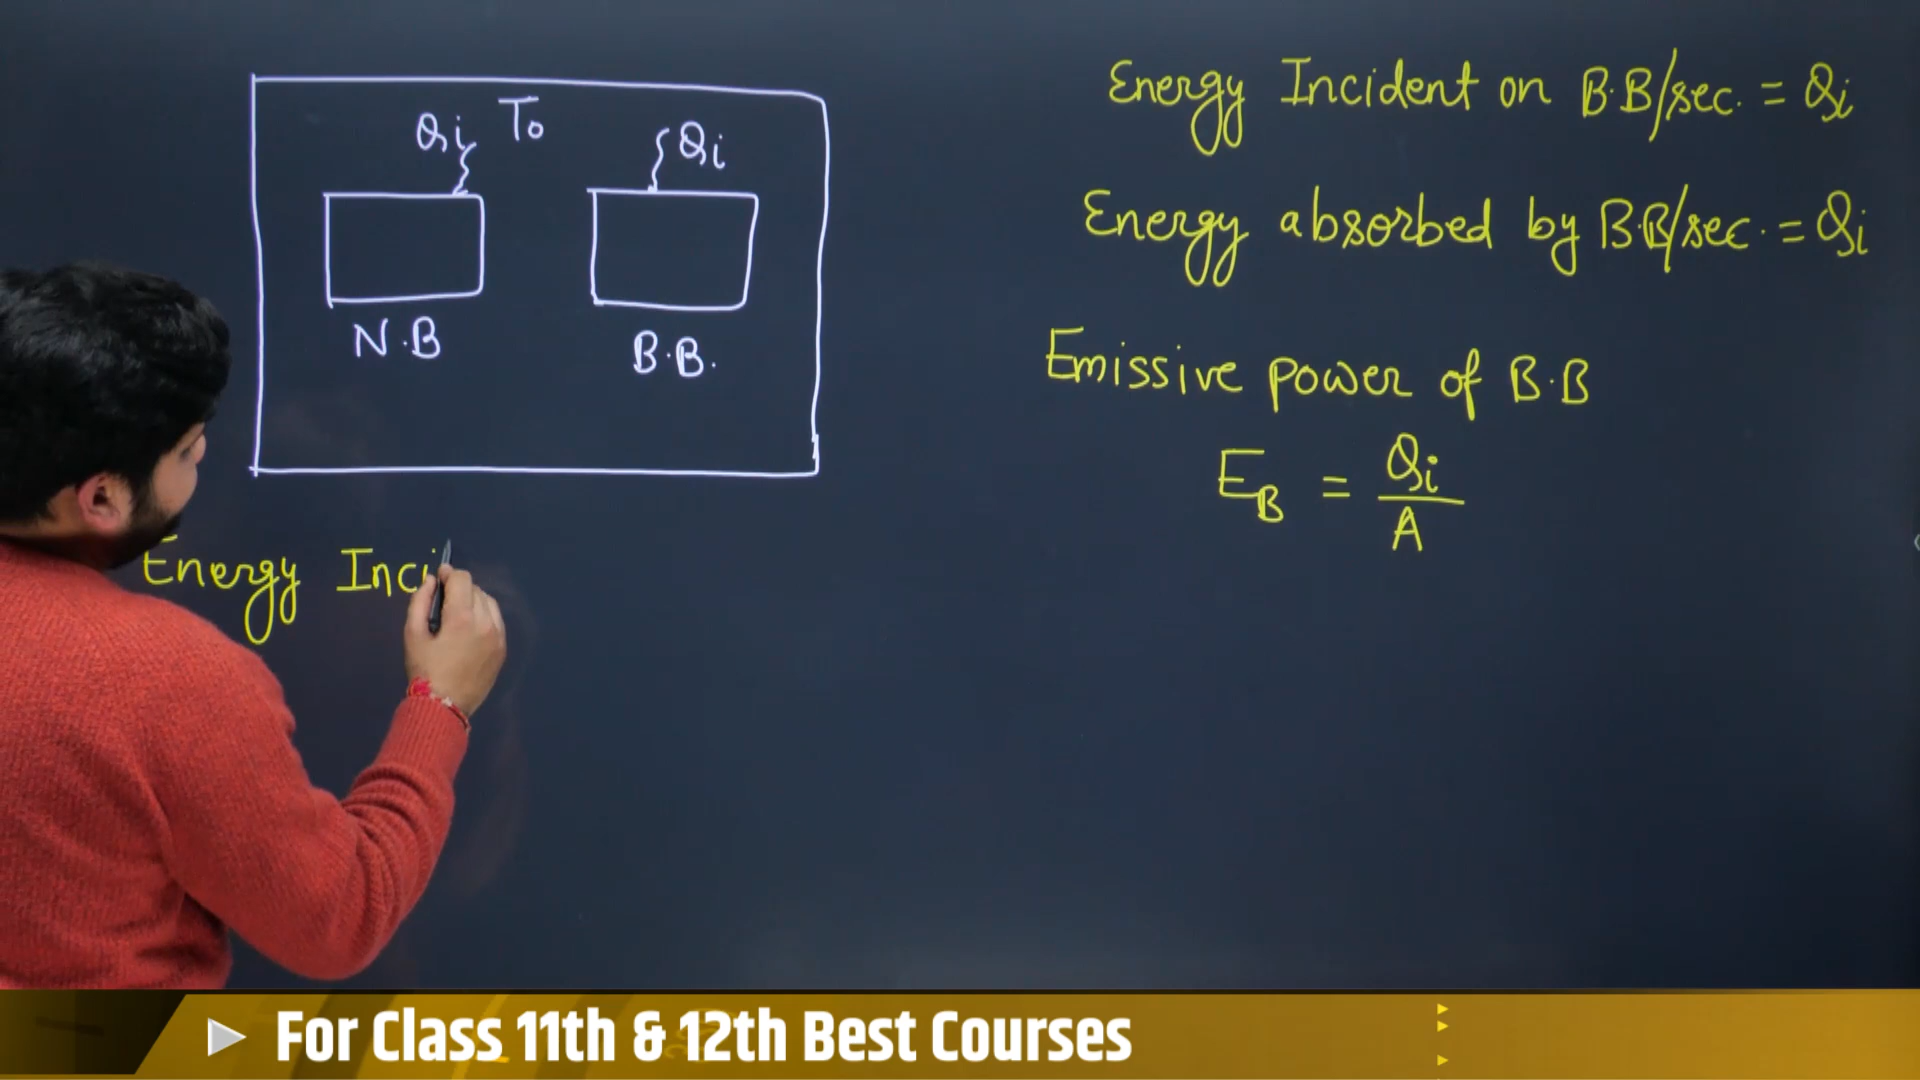 Qi To Qi
N.B B.B.
Energy Inci
Energy Incident on B.B/sec. = Qi
Energy absorbed by B.B/sec. = Qi
Emissive power of B.B
E_B = Qi/A
For Class 11th & 12th Best Courses